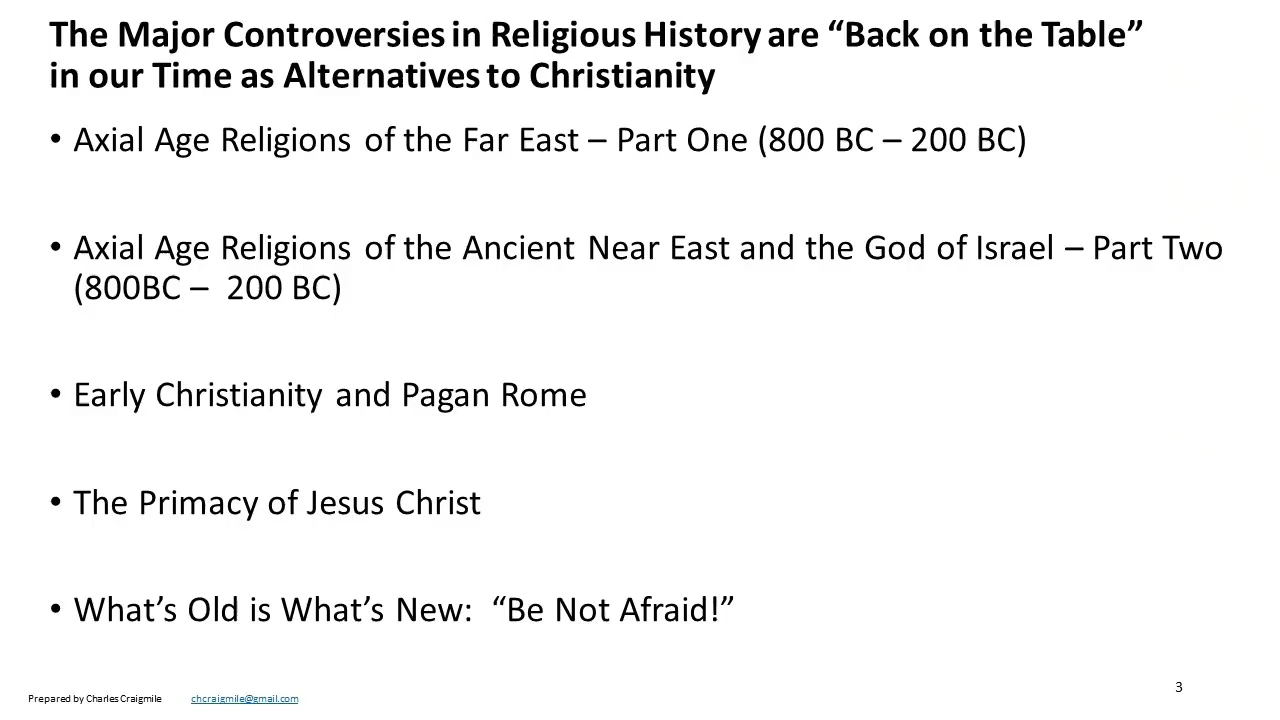 The Major Controversies in Religious History are “Back on the Table”
in our Time as Alternatives to Christianity
• Axial Age Religions of the Far East – Part One (800 BC – 200 BC)
• Axial Age Religions of the Ancient Near East and the God of Israel – Part Two
(800BC – 200 BC)
• Early Christianity and Pagan Rome
• The Primacy of Jesus Christ
• What’s Old is What’s New: “Be Not Afraid!”
Prepared by Charles Craigmile chcraigmile@gmail.com
3